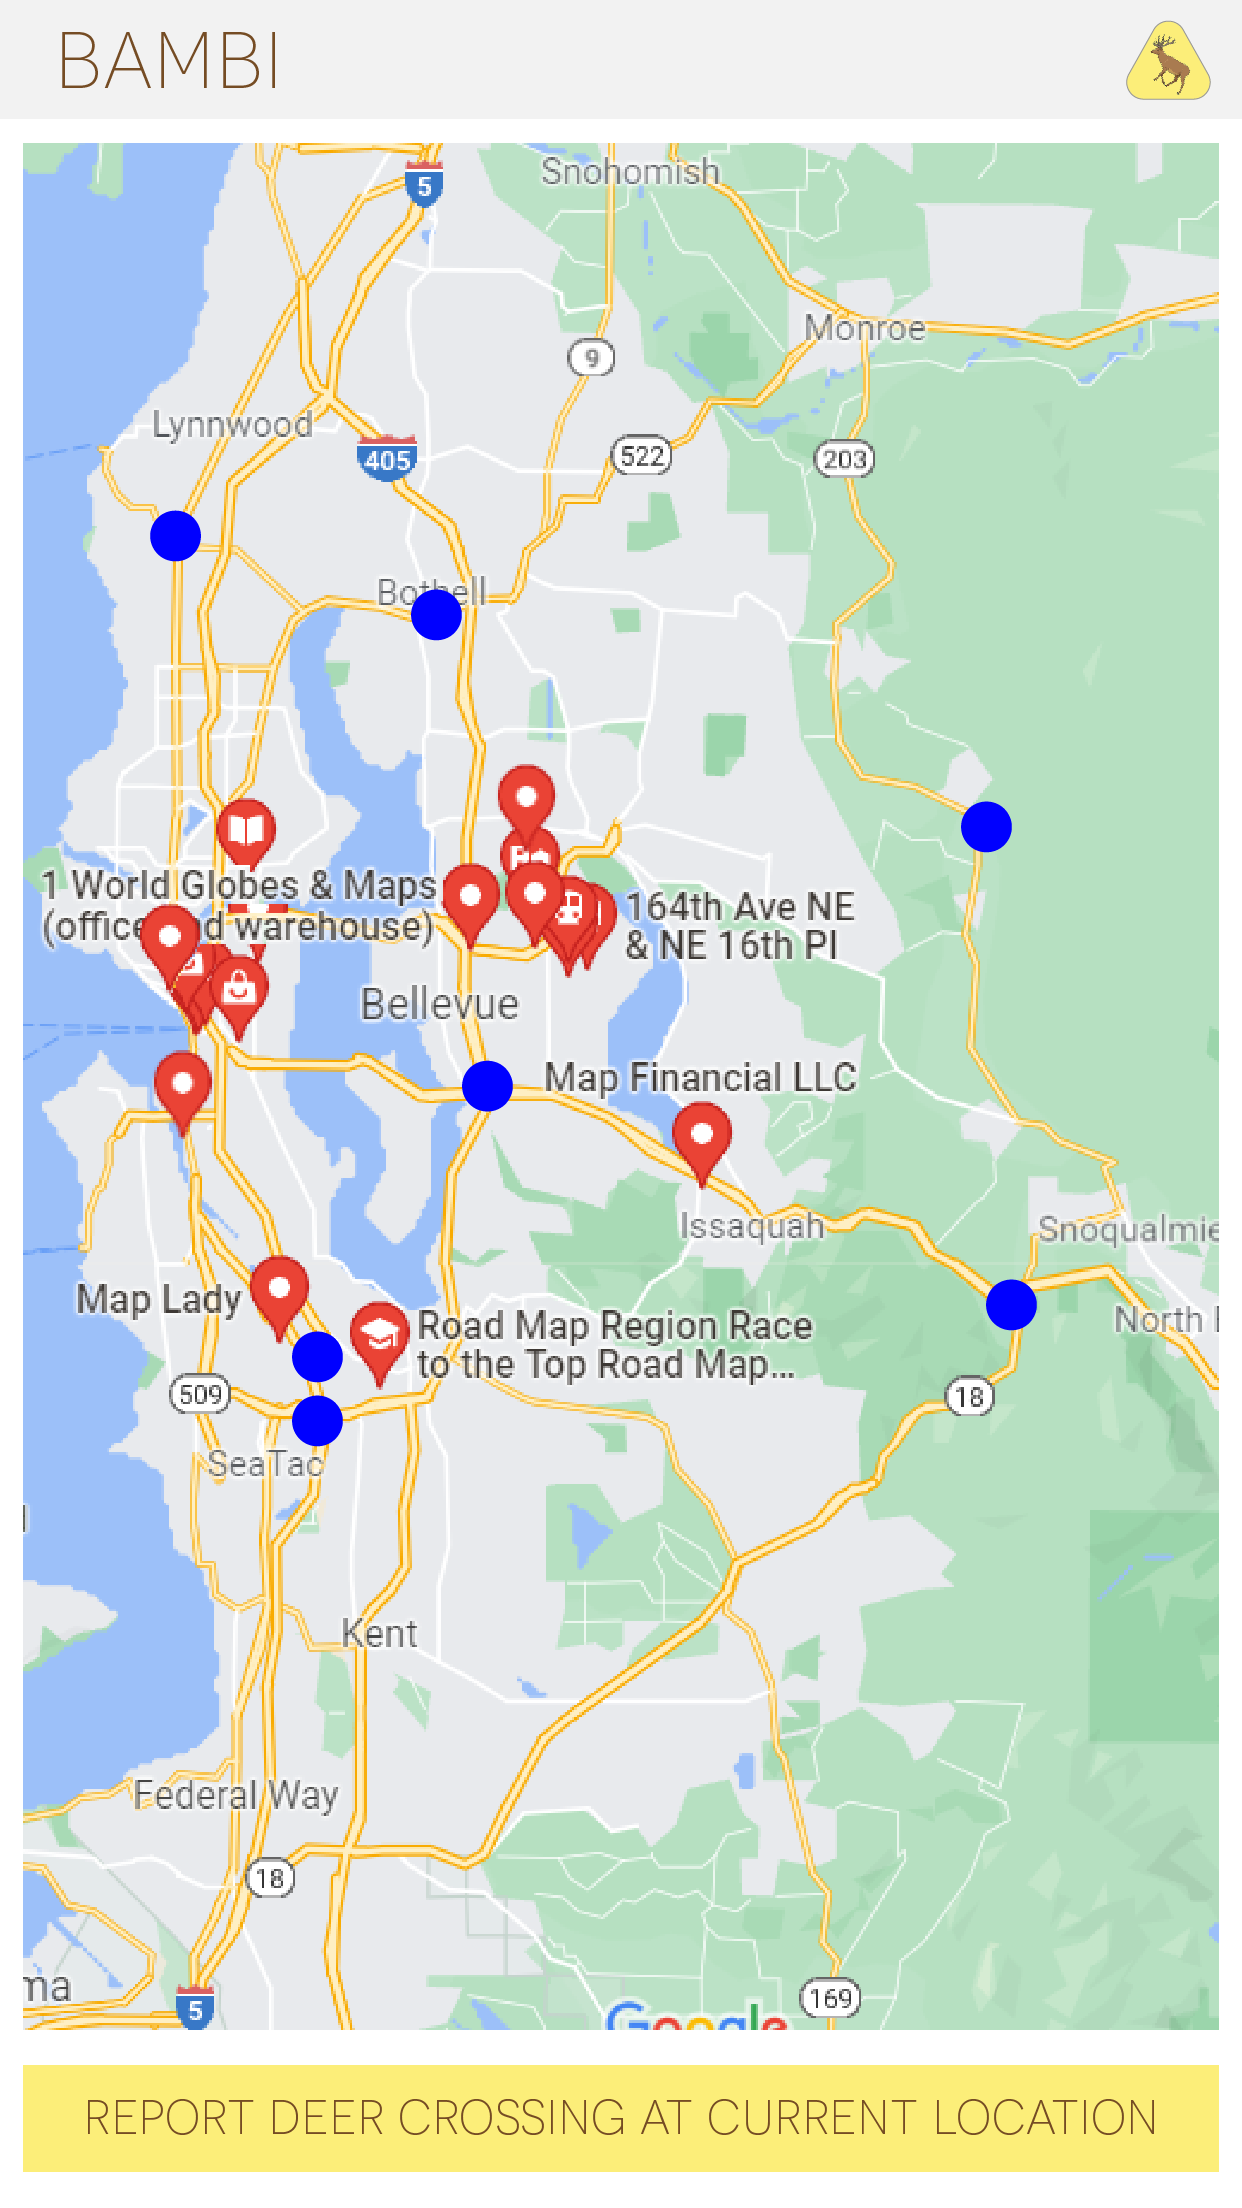 BAMBI
5
Snohomish
Monroe
9
Lynnwood
405
522
203
Bothell
1 World Globes & Maps
(office and warehouse)
164th Ave NE
& NE 16th Pl
Bellevue
Map Financial LLC
Issaquah
Snoqualmie
Map Lady
Road Map Region Race
to the Top Road Map...
North
509
18
SeaTac
Kent
Federal Way
18
ma
5
169
Google
REPORT DEER CROSSING AT CURRENT LOCATION